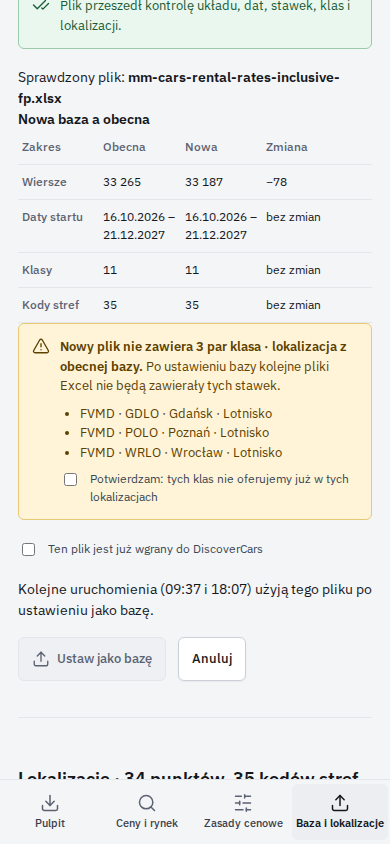 Plik przeszedł kontrolę układu, dat, stawek, klas i
lokalizacji.
Sprawdzony plik: mm-cars-rental-rates-inclusive-
fp.xlsx
Nowa baza a obecna
Zakres Obecna Nowa Zmiana
Wiersze 33 265 33 187 −78
Daty startu 16.10.2026 – 16.10.2026 – bez zmian
21.12.2027 21.12.2027
Klasy 11 11 bez zmian
Kody stref 35 35 bez zmian
Nowy plik nie zawiera 3 par klasa · lokalizacja z
obecnej bazy. Po ustawieniu bazy kolejne pliki
Excel nie będą zawierały tych stawek.
• FVMD · GDLO · Gdańsk · Lotnisko
• FVMD · POLO · Poznań · Lotnisko
• FVMD · WRLO · Wrocław · Lotnisko
Potwierdzam: tych klas nie oferujemy już w tych
lokalizacjach
Ten plik jest już wgrany do DiscoverCars
Kolejne uruchomienia (09:37 i 18:07) użyją tego pliku po
ustawieniu jako bazę.
Ustaw jako bazę Anuluj
Lokalizacje · 34 punktów, 35 kodów stref
Pulpit Ceny i rynek Zasady cenowe Baza i lokalizacje